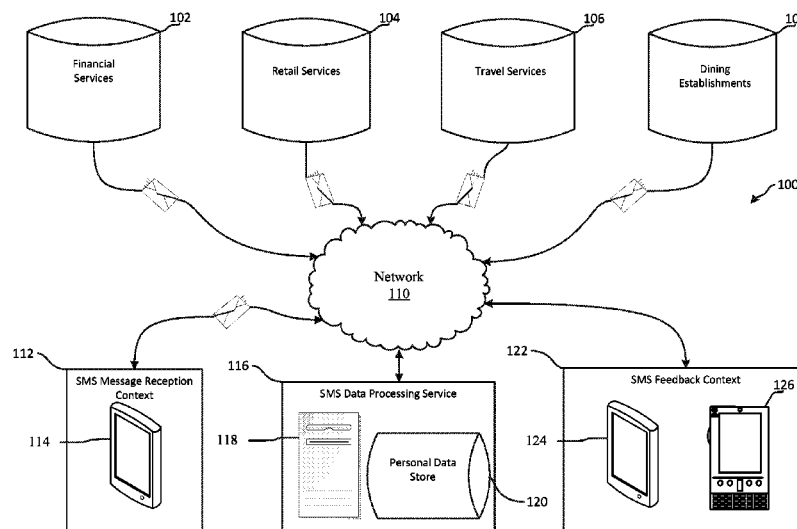 102
104
106
Financial
Services
Retail Services
Travel Services
Dining
Establishments
100
Network
110
112
SMS Message Reception
Context
114
116
SMS Data Processing Service
118
Personal Data
Store
120
122
SMS Feedback Context
124
126